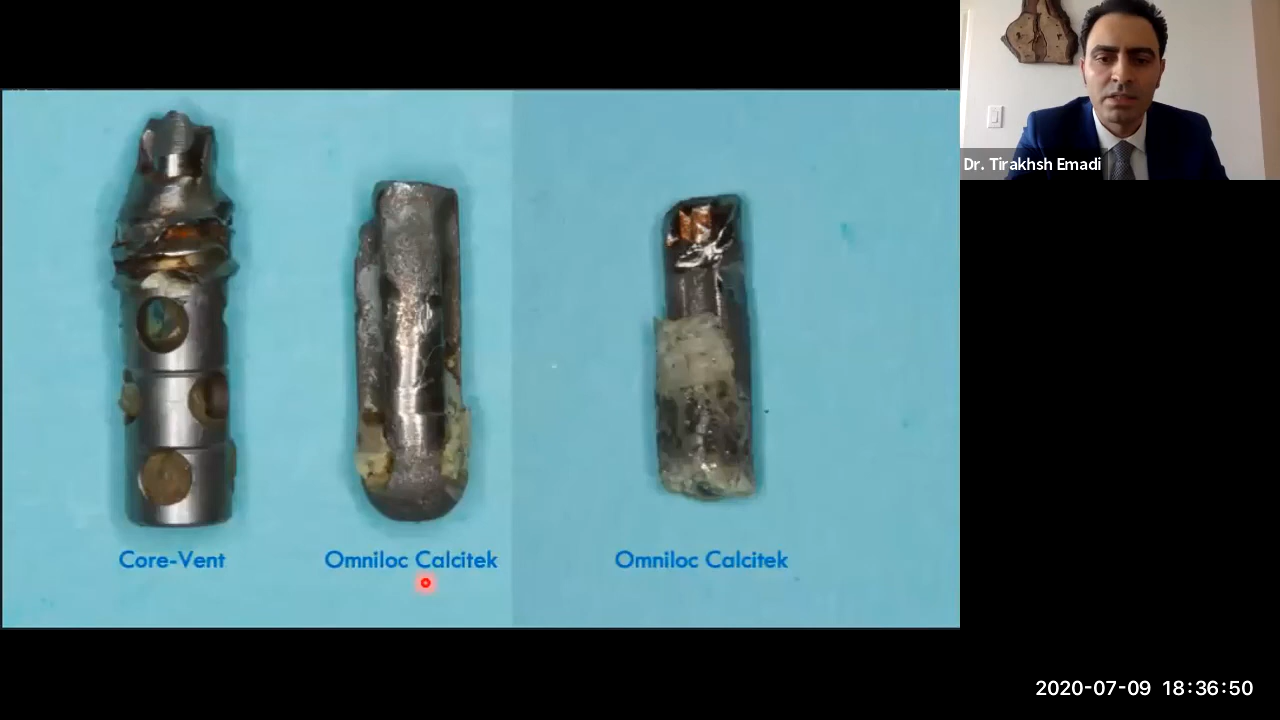 Dr. Tirakhsh Emadi
Core-Vent
Omniloc Calcitek
Omniloc Calcitek
2020-07-09 18:36:50